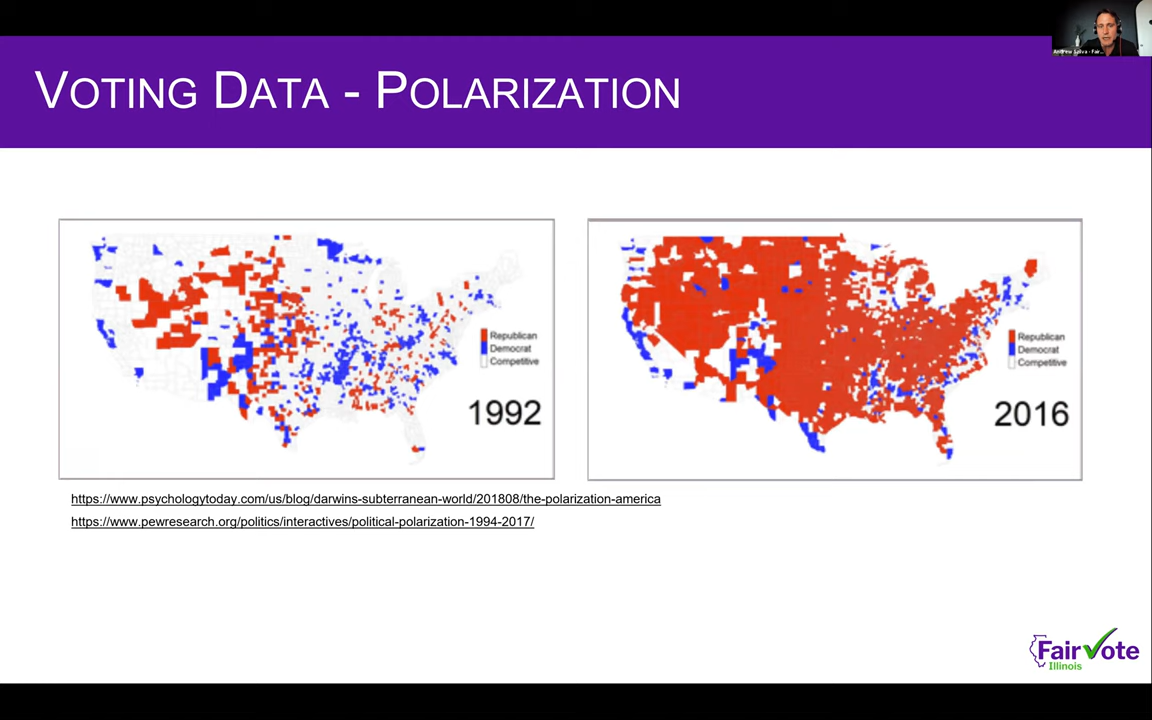 VOTING DATA - POLARIZATION
Republican
Democrat
Competitive
1992
Republican
Democrat
Competitive
2016
https://www.psychologytoday.com/us/blog/darwins-subterranean-world/201808/the-polarization-america
https://www.pewresearch.org/politics/interactives/political-polarization-1994-2017/
FairVote
Illinois